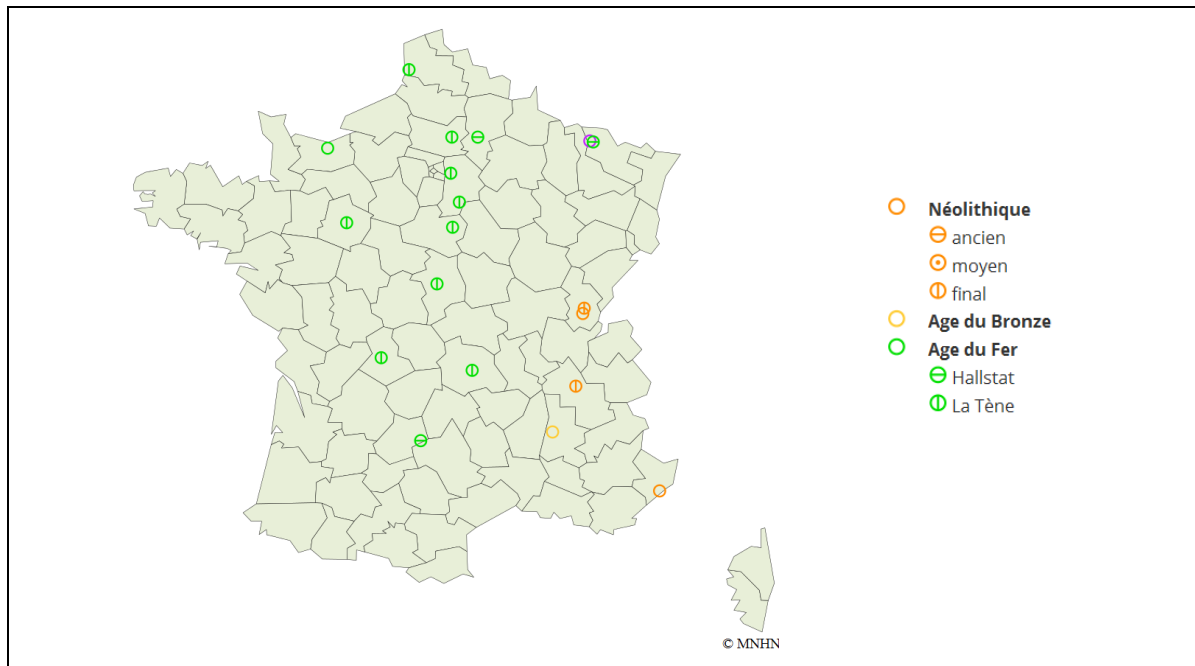 Néolithique
ancien
moyen
final
Age du Bronze
Age du Fer
Hallstat
La Tène
© MNHN